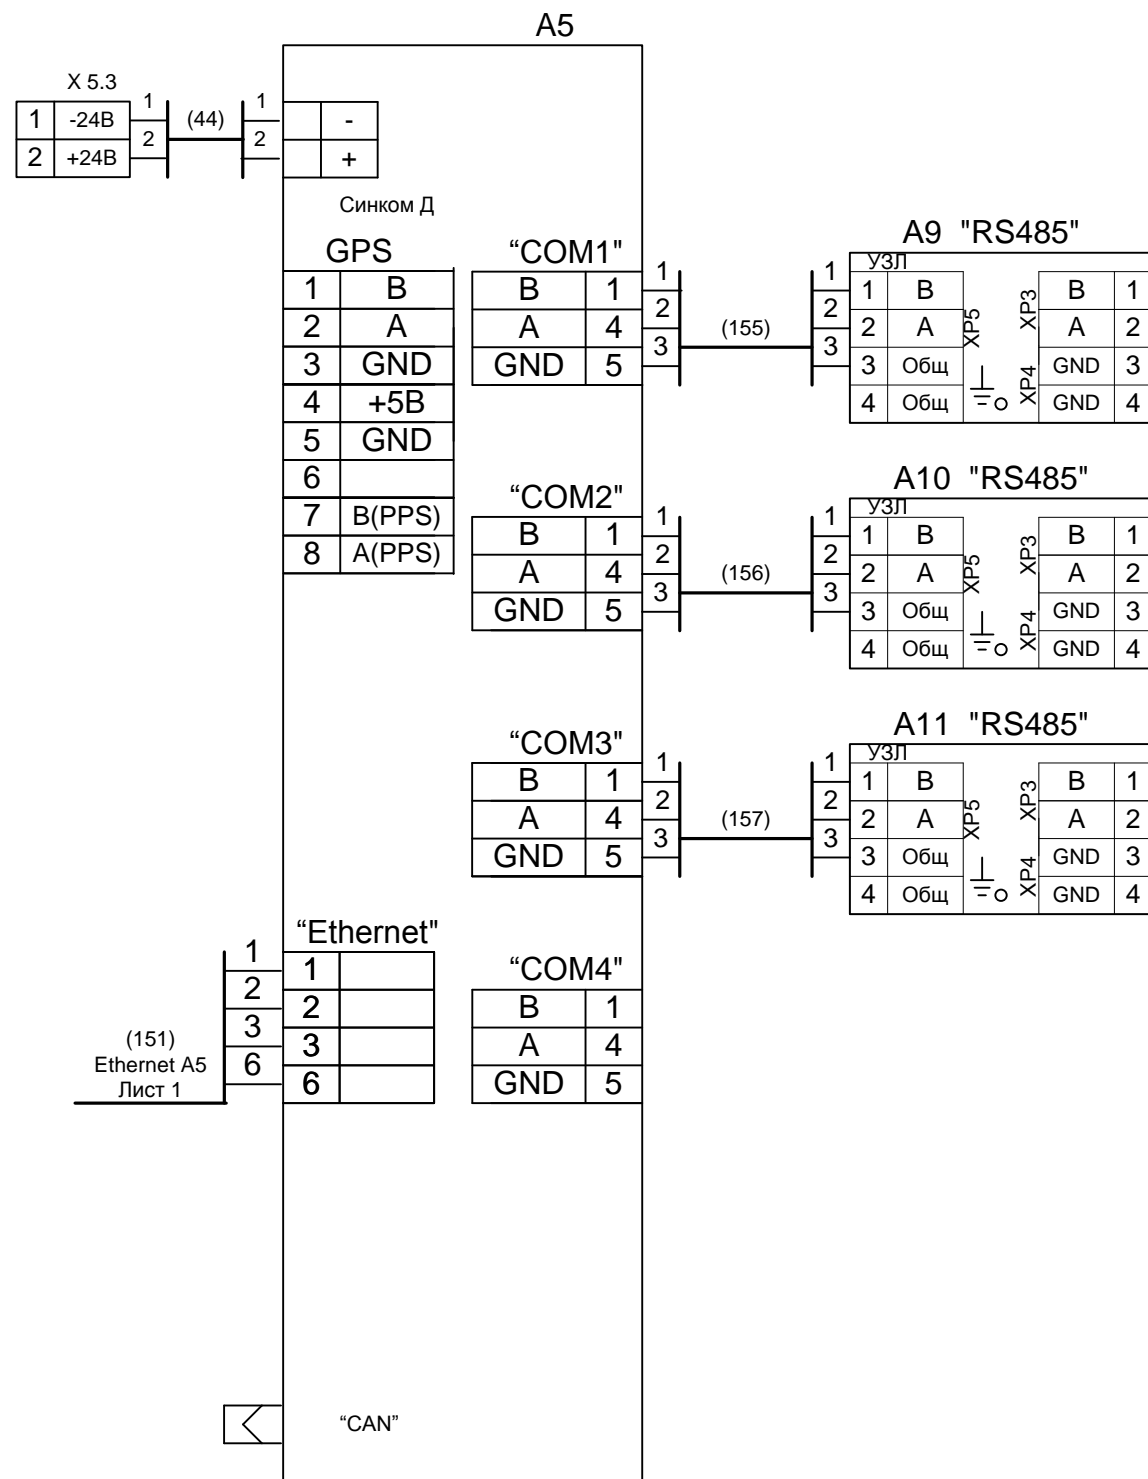 A5
X 5.3
1 -24В 1 (44) 1 -
2 +24В 2 2 +
Синком Д
GPS
1 B
2 A
3 GND
4 +5В
5 GND
6
7 B(PPS)
8 A(PPS)
“COM1”
B 1 1
A 4 2
GND 5 3
(155)
A9 "RS485"
УЗЛ
1 1 B XP3 B 1
2 2 A XP5 A 2
3 3 Общ XP4 GND 3
4 Общ GND 4
“COM2”
B 1 1
A 4 2
GND 5 3
(156)
A10 "RS485"
УЗЛ
1 1 B XP3 B 1
2 2 A XP5 A 2
3 3 Общ XP4 GND 3
4 Общ GND 4
“COM3”
B 1 1
A 4 2
GND 5 3
(157)
A11 "RS485"
УЗЛ
1 1 B XP3 B 1
2 2 A XP5 A 2
3 3 Общ XP4 GND 3
4 Общ GND 4
“Ethernet”
1 1
2 2
3 3
6 6
(151)
Ethernet A5
Лист 1
“COM4”
B 1
A 4
GND 5
“CAN”